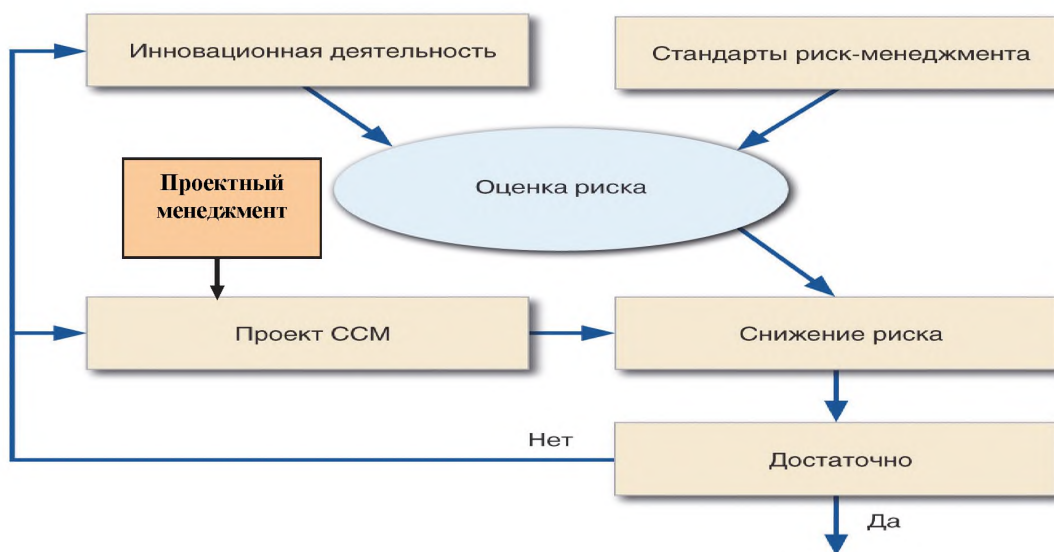 Инновационная деятельность
Стандарты риск-менеджмента
Оценка риска
Проектный
менеджмент
Проект ССМ
Снижение риска
Нет
Достаточно
Да